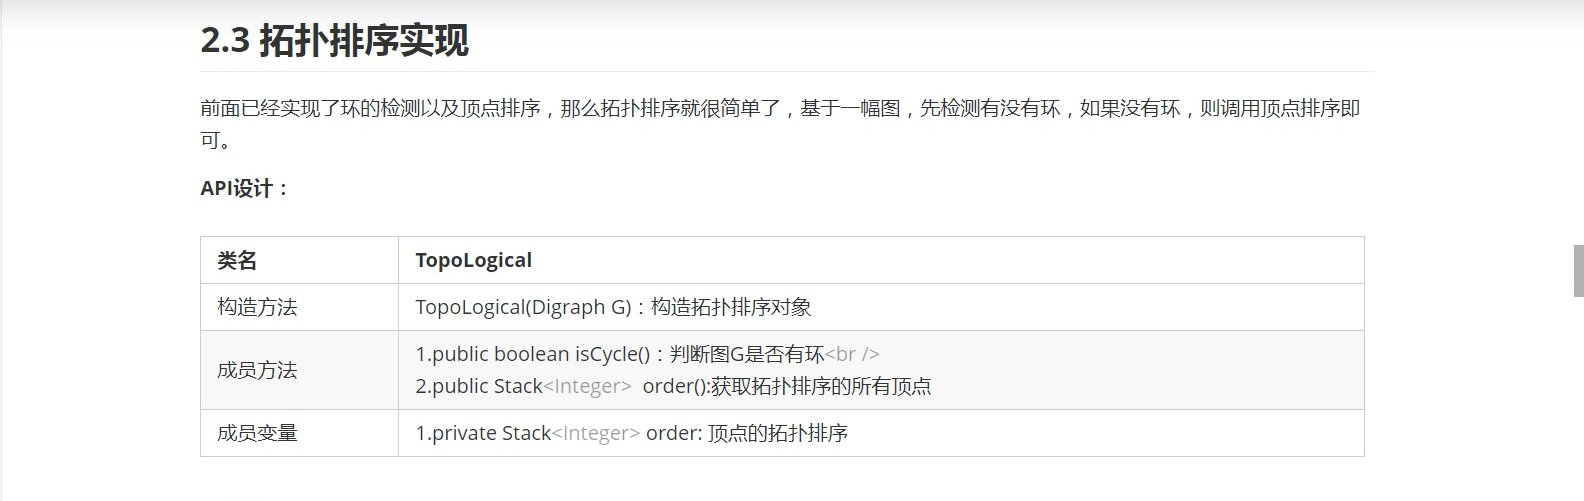 2.3 拓扑排序实现
前面已经实现了环的检测以及顶点排序，那么拓扑排序就很简单了，基于一幅图，先检测有没有环，如果没有环，则调用顶点排序即
可。
API设计：
类名 TopoLogical
构造方法 TopoLogical(Digraph G)：构造拓扑排序对象
成员方法 1.public boolean isCycle()：判断图G是否有环<br />
2.public Stack<Integer> order():获取拓扑排序的所有顶点
成员变量 1.private Stack<Integer> order: 顶点的拓扑排序